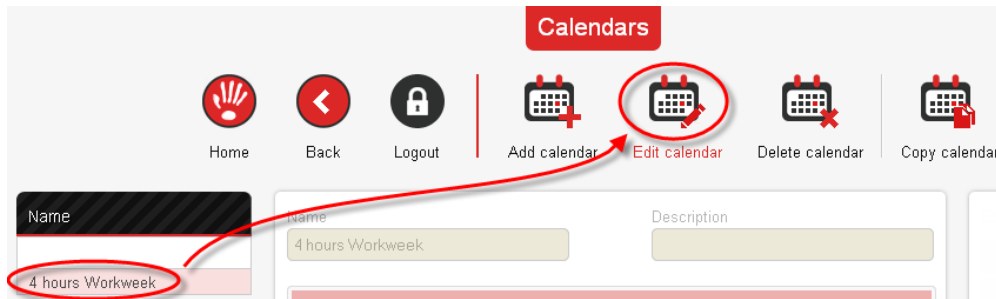 Calendars
Home Back Logout Add calendar Edit calendar Delete calendar Copy calendar
Name Name Description
4 hours Workweek
4 hours Workweek